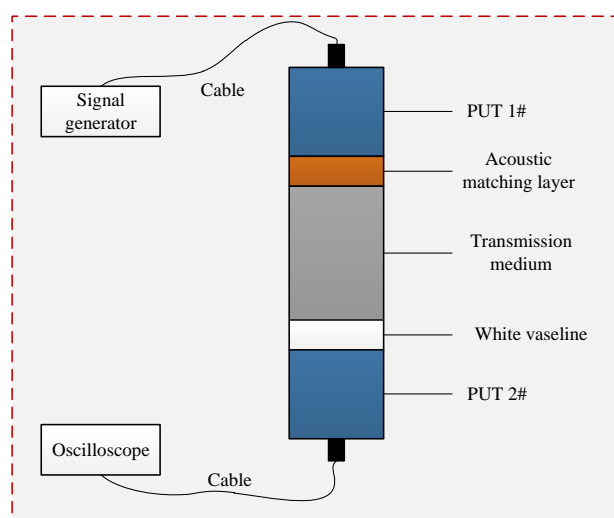 Signal
generator
Cable
PUT 1#
Acoustic
matching layer
Transmission
medium
White vaseline
PUT 2#
Oscilloscope
Cable